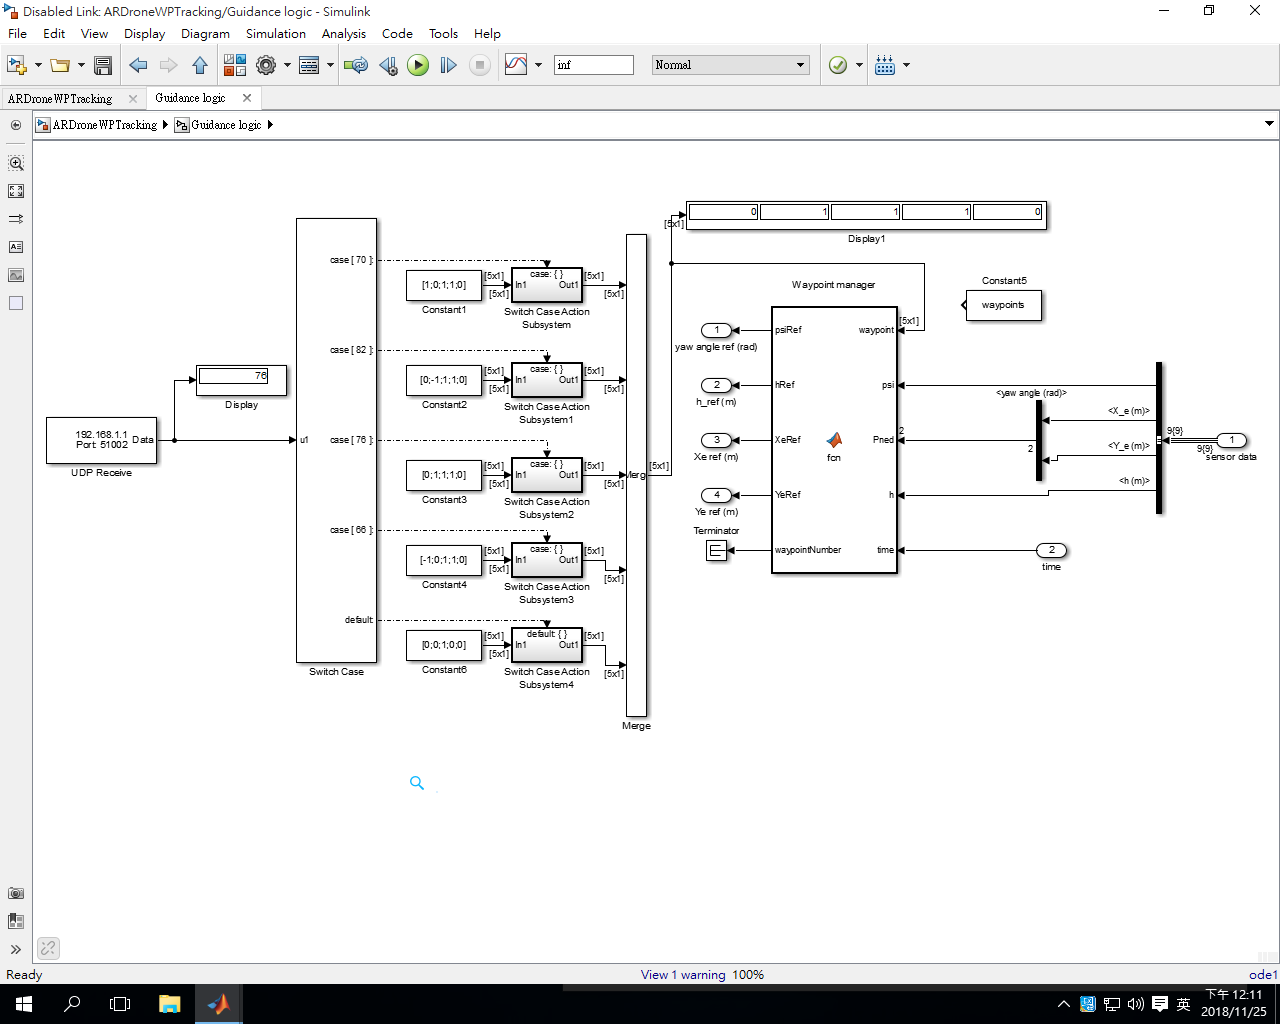 Disabled Link: ARDroneWPTracking/Guidance logic - Simulink
File Edit View Display Diagram Simulation Analysis Code Tools Help
inf Normal
ARDroneWPTracking Guidance logic
ARDroneWPTracking Guidance logic
0 1 1 1 0
[5x1]
Display1
case [ 70 ]:
case: { }
[5x1]
[5x1]
[1;0;1;1;0]
In1 Out1
[5x1]
[5x1]
Constant1
Switch Case Action
Subsystem
Constant5
waypoints
Waypoint manager
[5x1]
1
psiRef
waypoint
yaw angle ref (rad)
case [ 82 ]:
case: { }
[5x1]
[5x1]
[0;-1;1;1;0]
In1 Out1
[5x1]
[5x1]
Constant2
Switch Case Action
Subsystem1
76
Display
2
hRef
psi
h_ref (m)
<yaw angle (rad)>
<X_e (m)>
192.168.1.1
Port: 51002
Data
UDP Receive
u1
case [ 76 ]:
case: { }
[5x1]
[5x1]
[0;1;1;1;0]
In1 Out1
[5x1]
[5x1]
Constant3
Switch Case Action
Subsystem2
Merge
[5x1]
3
XeRef
fcn
Pned
2
2
Xe ref (m)
<Y_e (m)>
9{9}
9{9}
1
sensor data
<h (m)>
4
YeRef
h
Ye ref (m)
case [ 66 ]:
case: { }
[5x1]
[5x1]
[-1;0;1;1;0]
In1 Out1
[5x1]
[5x1]
Constant4
Switch Case Action
Subsystem3
Terminator
waypointNumber
time
2
time
default:
default: { }
[5x1]
[5x1]
[0;0;1;0;0]
In1 Out1
[5x1]
[5x1]
Constant6
Switch Case Action
Subsystem4
Switch Case
Merge
Ready View 1 warning 100% ode1
英
下午 12:11
2018/11/25